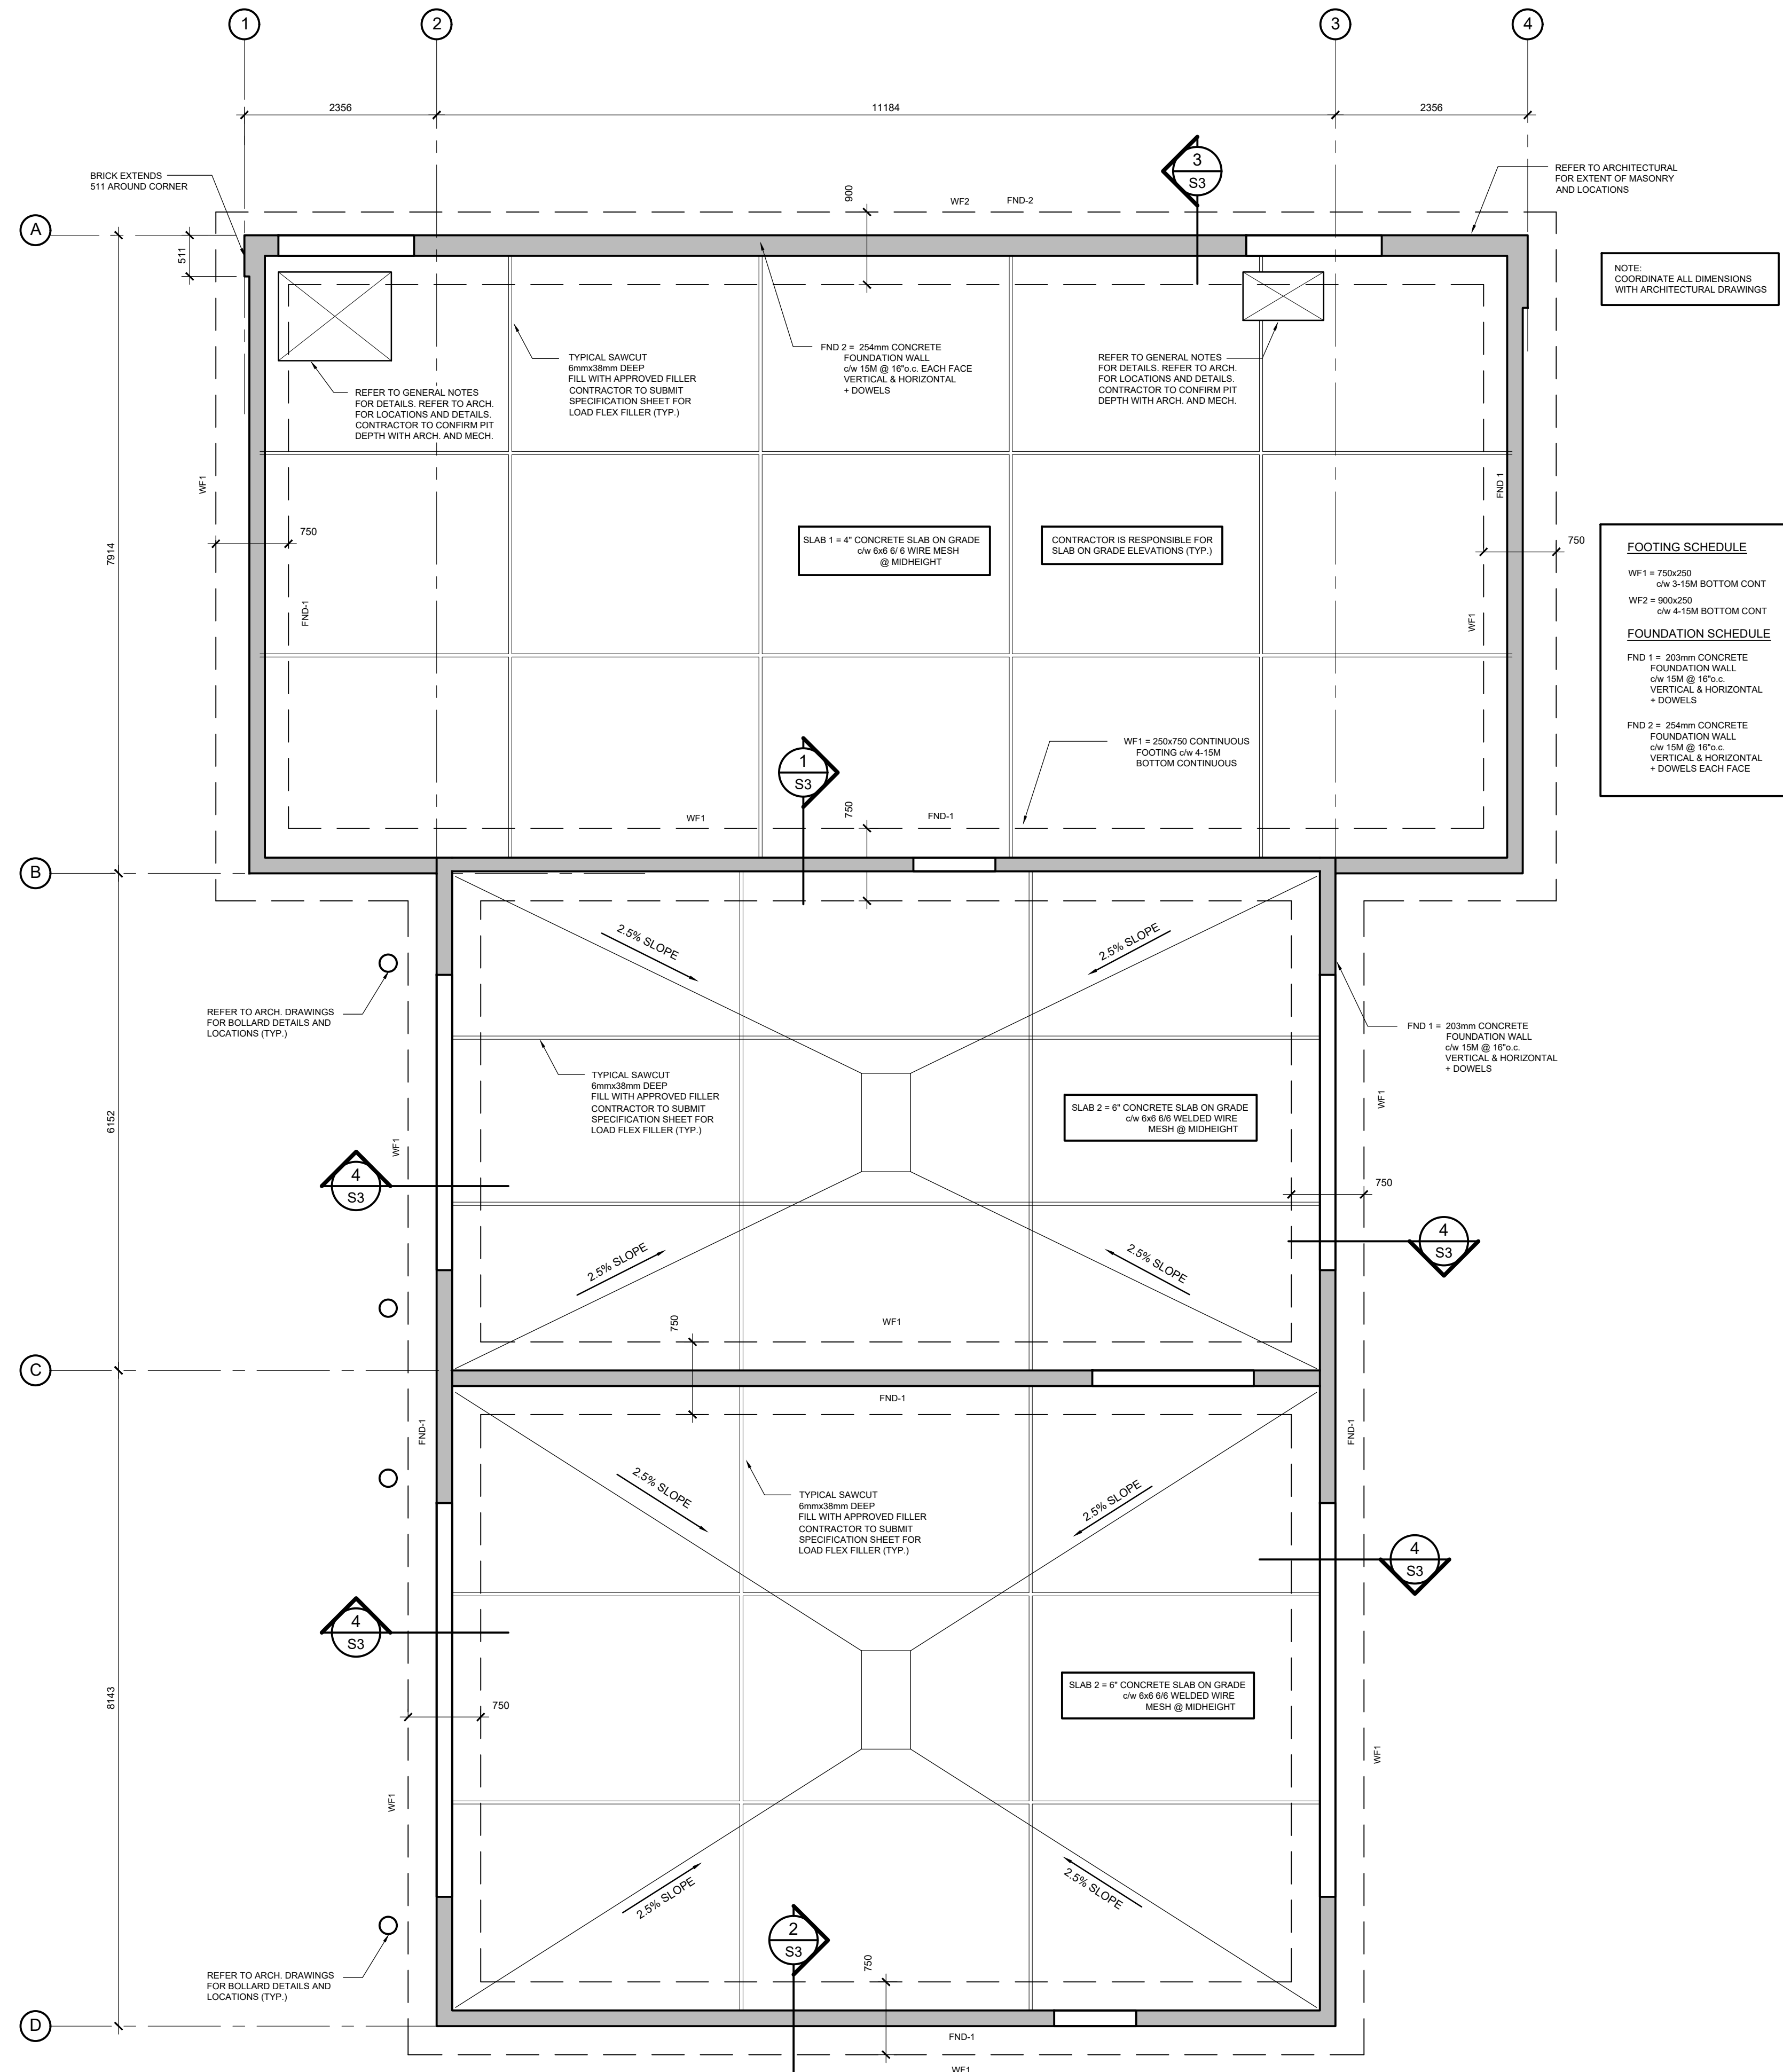 1
2
3
4
2356
11184
2356
BRICK EXTENDS
511 AROUND CORNER
3
S3
REFER TO ARCHITECTURAL
FOR EXTENT OF MASONRY
AND LOCATIONS
900
WF2
FND-2
A
511
NOTE:
COORDINATE ALL DIMENSIONS
WITH ARCHITECTURAL DRAWINGS
REFER TO GENERAL NOTES
FOR DETAILS. REFER TO ARCH.
FOR LOCATIONS AND DETAILS.
CONTRACTOR TO CONFIRM PIT
DEPTH WITH ARCH. AND MECH.
TYPICAL SAWCUT
6mmx38mm DEEP
FILL WITH APPROVED FILLER
CONTRACTOR TO SUBMIT
SPECIFICATION SHEET FOR
LOAD FLEX FILLER (TYP.)
FND 2 = 254mm CONCRETE
FOUNDATION WALL
c/w 15M @ 16"o.c. EACH FACE
VERTICAL & HORIZONTAL
+ DOWELS
REFER TO GENERAL NOTES
FOR DETAILS. REFER TO ARCH.
FOR LOCATIONS AND DETAILS.
CONTRACTOR TO CONFIRM PIT
DEPTH WITH ARCH. AND MECH.
WF1
FND 1
7914
750
SLAB 1 = 4" CONCRETE SLAB ON GRADE
c/w 6x6 6/ 6 WIRE MESH
@ MIDHEIGHT
CONTRACTOR IS RESPONSIBLE FOR
SLAB ON GRADE ELEVATIONS (TYP.)
750
FND-1
WF1
FOOTING SCHEDULE
WF1 = 750x250
c/w 3-15M BOTTOM CONT
WF2 = 900x250
c/w 4-15M BOTTOM CONT
FOUNDATION SCHEDULE
FND 1 = 203mm CONCRETE
FOUNDATION WALL
c/w 15M @ 16"o.c.
VERTICAL & HORIZONTAL
+ DOWELS
FND 2 = 254mm CONCRETE
FOUNDATION WALL
c/w 15M @ 16"o.c.
VERTICAL & HORIZONTAL
+ DOWELS EACH FACE
1
S3
WF1 = 250x750 CONTINUOUS
FOOTING c/w 4-15M
BOTTOM CONTINUOUS
750
WF1
FND-1
B
2.5% SLOPE
2.5% SLOPE
REFER TO ARCH. DRAWINGS
FOR BOLLARD DETAILS AND
LOCATIONS (TYP.)
FND 1 = 203mm CONCRETE
FOUNDATION WALL
c/w 15M @ 16"o.c.
VERTICAL & HORIZONTAL
+ DOWELS
TYPICAL SAWCUT
6mmx38mm DEEP
FILL WITH APPROVED FILLER
CONTRACTOR TO SUBMIT
SPECIFICATION SHEET FOR
LOAD FLEX FILLER (TYP.)
SLAB 2 = 6" CONCRETE SLAB ON GRADE
c/w 6x6 6/6 WELDED WIRE
MESH @ MIDHEIGHT
WF1
6152
WF1
4
S3
750
4
S3
2.5% SLOPE
2.5% SLOPE
750
WF1
C
FND-1
FND-1
FND-1
2.5% SLOPE
2.5% SLOPE
TYPICAL SAWCUT
6mmx38mm DEEP
FILL WITH APPROVED FILLER
CONTRACTOR TO SUBMIT
SPECIFICATION SHEET FOR
LOAD FLEX FILLER (TYP.)
4
S3
4
S3
8143
750
SLAB 2 = 6" CONCRETE SLAB ON GRADE
c/w 6x6 6/6 WELDED WIRE
MESH @ MIDHEIGHT
WF1
WF1
2.5% SLOPE
2.5% SLOPE
2
S3
750
REFER TO ARCH. DRAWINGS
FOR BOLLARD DETAILS AND
LOCATIONS (TYP.)
D
FND-1
WF1